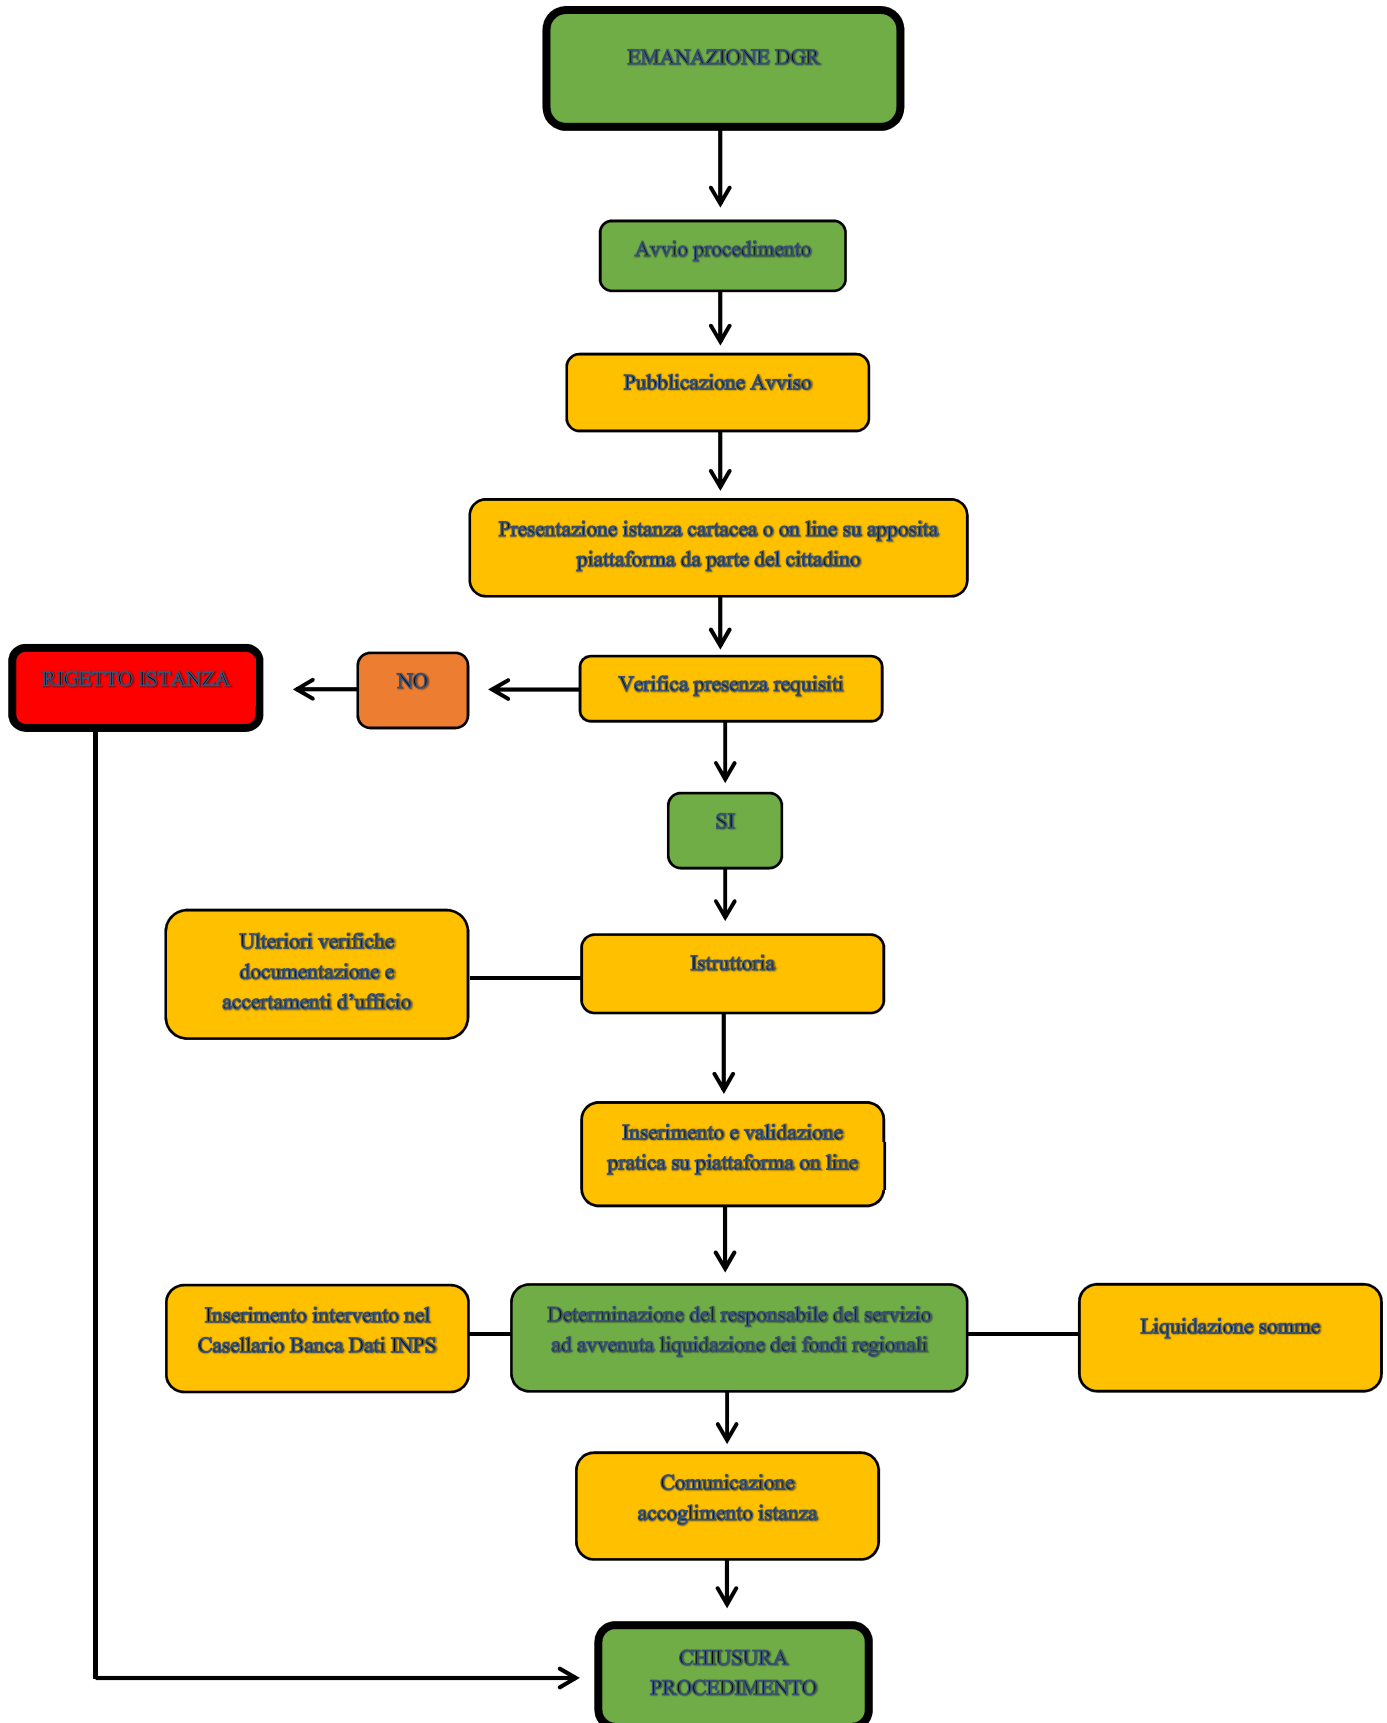 EMANAZIONE DGR
Avvio procedimento
Pubblicazione Avviso
Presentazione istanza cartacea o on line su apposita
piattaforma da parte del cittadino
RIGETTO ISTANZA
NO
Verifica presenza requisiti
SI
Ulteriori verifiche
documentazione e
accertamenti d’ufficio
Istruttoria
Inserimento e validazione
pratica su piattaforma on line
Inserimento intervento nel
Casellario Banca Dati INPS
Determinazione del responsabile del servizio
ad avvenuta liquidazione dei fondi regionali
Liquidazione somme
Comunicazione
accoglimento istanza
CHIUSURA
PROCEDIMENTO